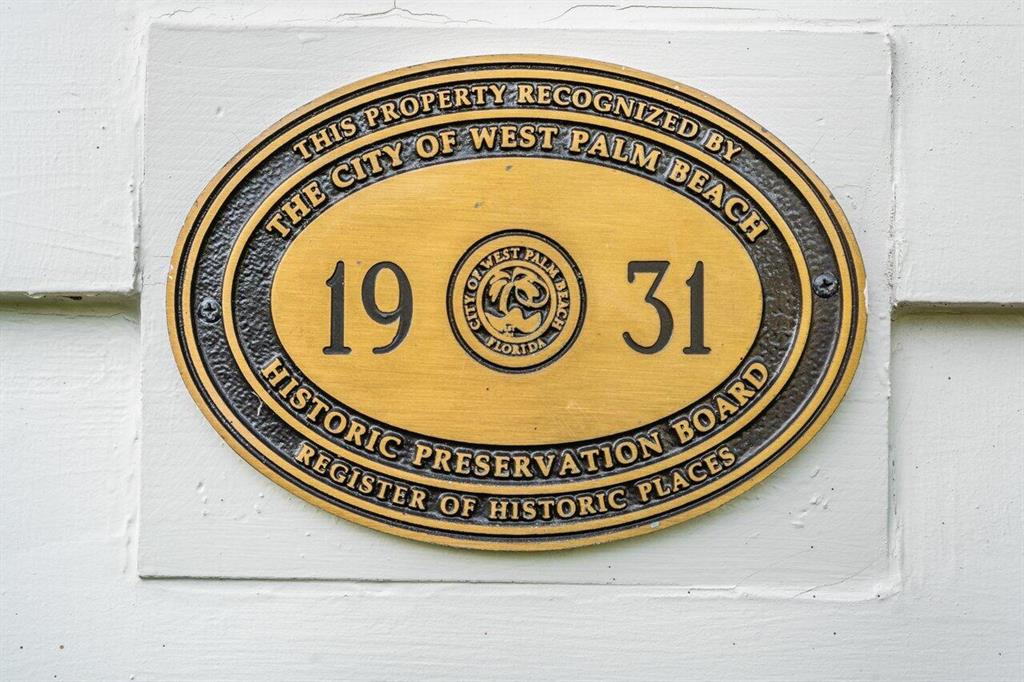 THIS PROPERTY RECOGNIZED BY
THE CITY OF WEST PALM BEACH
19 31
CITY OF WEST PALM BEACH
FLORIDA
HISTORIC PRESERVATION BOARD
REGISTER OF HISTORIC PLACES